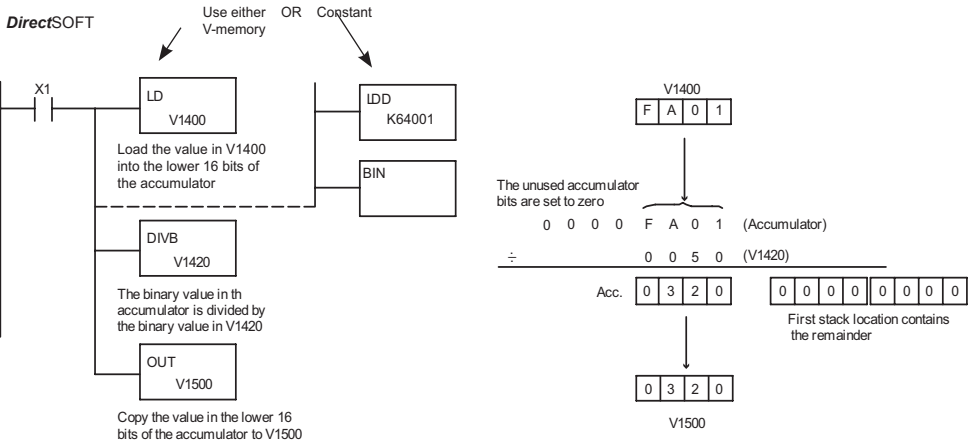 DirectSOFT
Use either OR Constant
V-memory
X1
LD
V1400
Load the value in V1400
into the lower 16 bits of
the accumulator
LDD
K64001
BIN
DIVB
V1420
The binary value in th
accumulator is divided by
the binary value in V1420
OUT
V1500
Copy the value in the lower 16
bits of the accumulator to V1500
V1400
F A 0 1
The unused accumulator
bits are set to zero
0 0 0 0 F A 0 1 (Accumulator)
÷ 0 0 5 0 (V1420)
Acc. 0 3 2 0 0 0 0 0 0 0 0 0
First stack location contains
the remainder
0 3 2 0
V1500